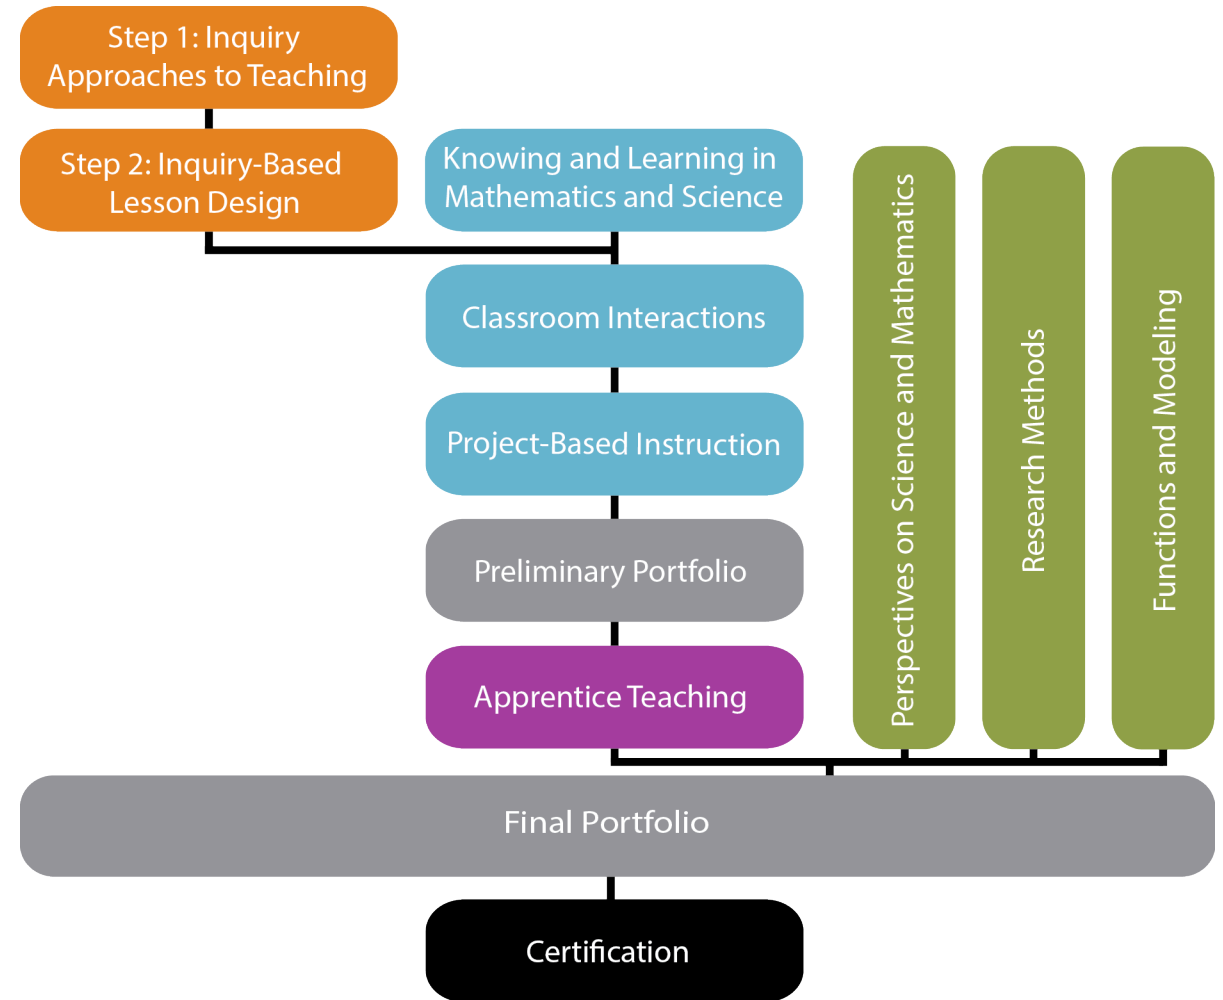 Step 1: Inquiry
Approaches to Teaching
Step 2: Inquiry-Based
Lesson Design
Knowing and Learning in
Mathematics and Science
Classroom Interactions
Project-Based Instruction
Preliminary Portfolio
Apprentice Teaching
Perspectives on Science and Mathematics
Research Methods
Functions and Modeling
Final Portfolio
Certification